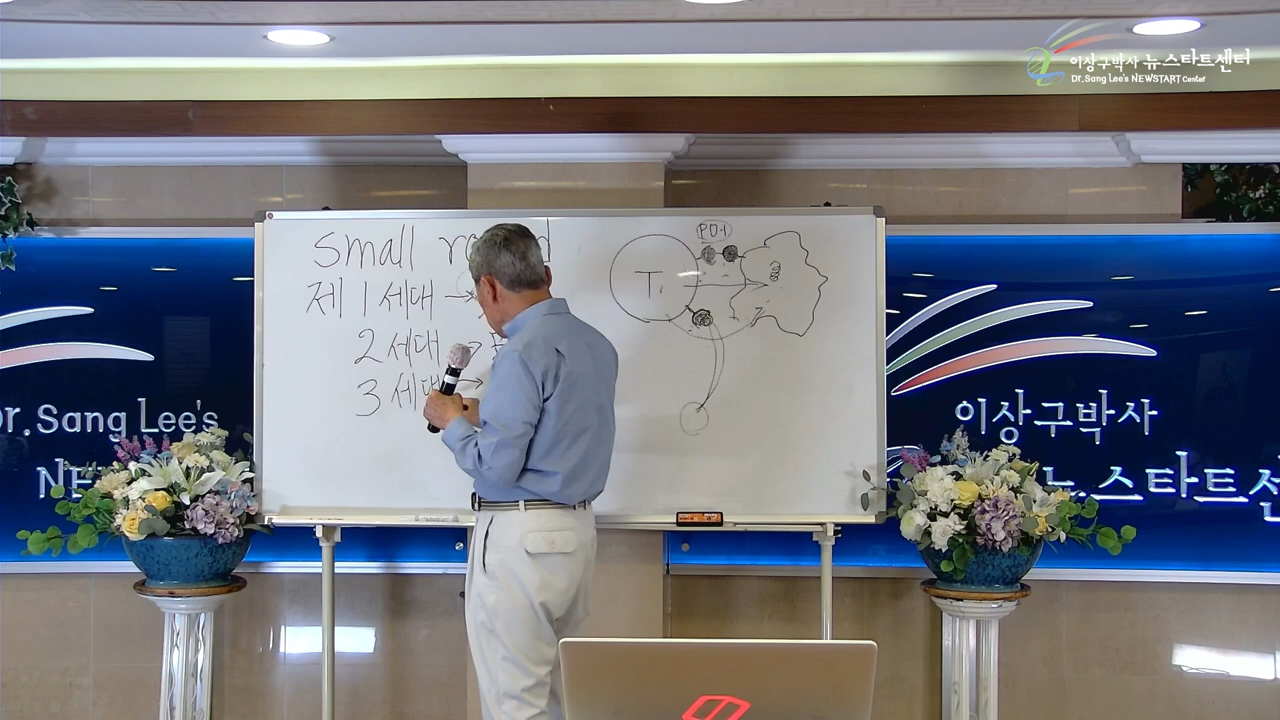 이상구박사 뉴스타트센터
Dr.Sang Lee's NEWSTART Center
small
제 1 세대 →
2 세대 →
3 세대 →
PD-1
T
Dr.Sang Lee's
이상구박사
뉴스타트센